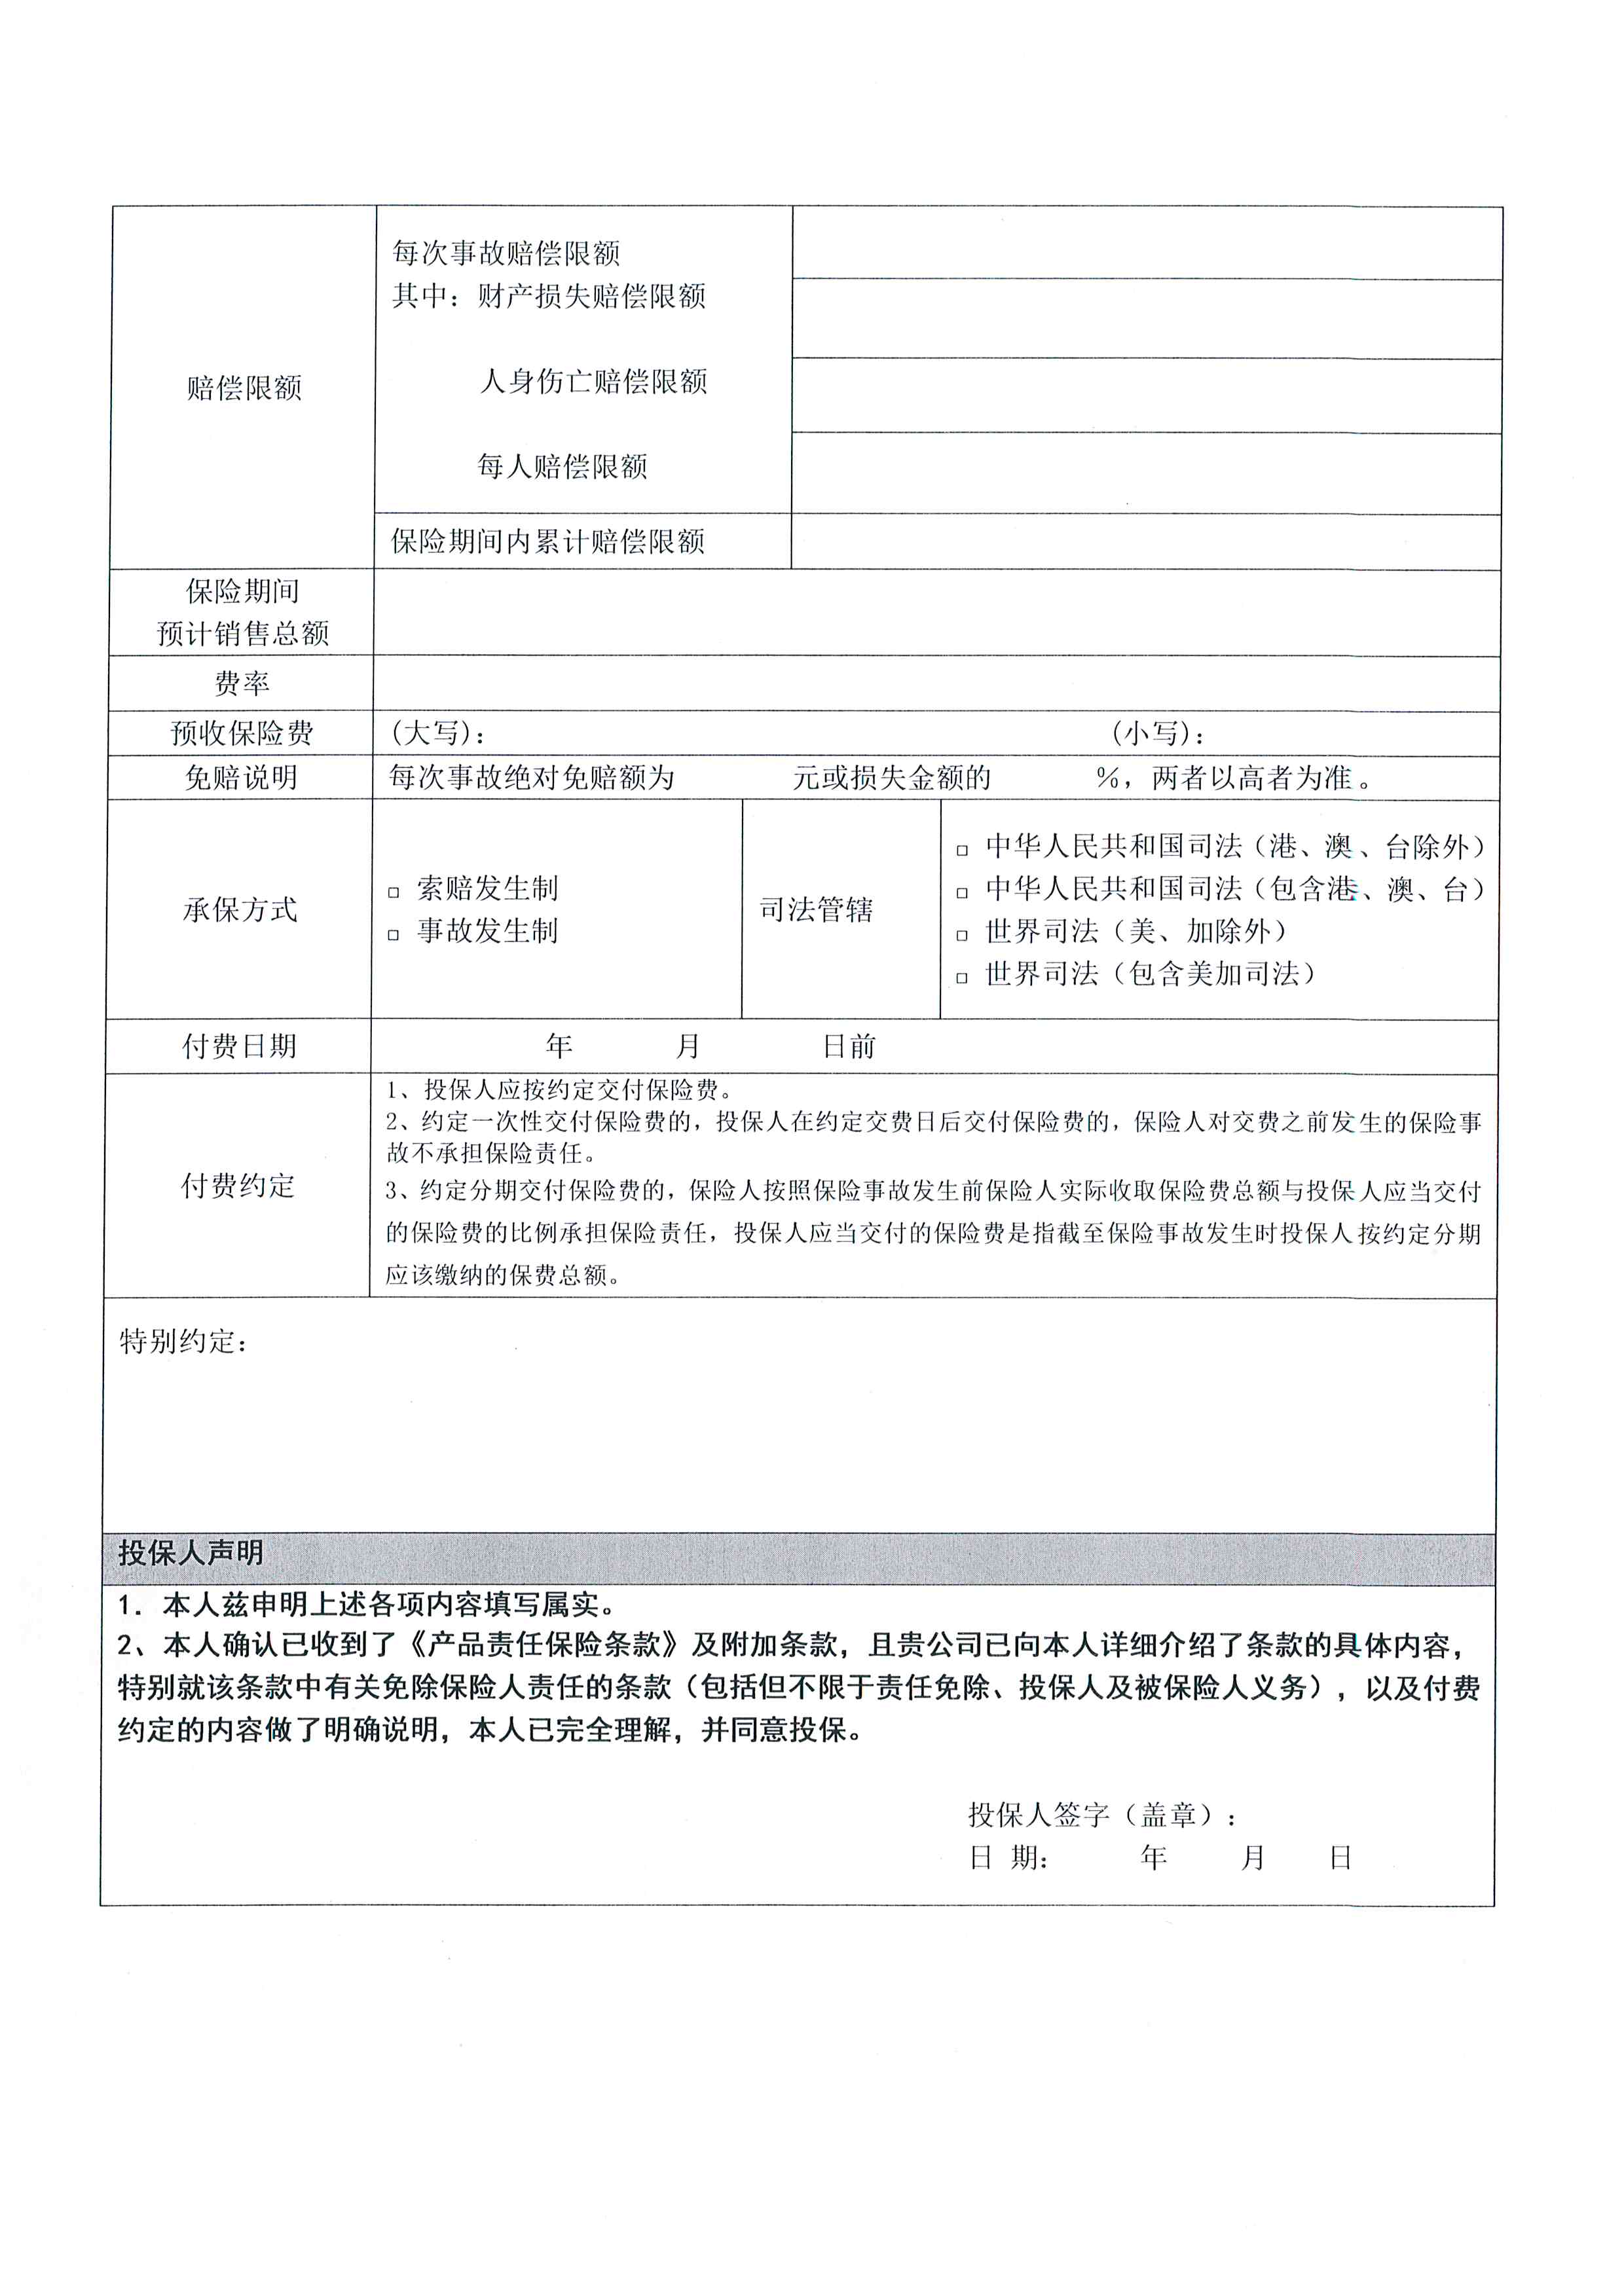 赔偿限额
每次事故赔偿限额
其中：财产损失赔偿限额
人身伤亡赔偿限额
每人赔偿限额
保险期间内累计赔偿限额
保险期间
预计销售总额
费率
预收保险费 (大写)： (小写)：
免赔说明 每次事故绝对免赔额为 元或损失金额的 %，两者以高者为准。
承保方式
□ 索赔发生制
□ 事故发生制
司法管辖
□ 中华人民共和国司法（港、澳、台除外）
□ 中华人民共和国司法（包含港、澳、台）
□ 世界司法（美、加除外）
□ 世界司法（包含美加司法）
付费日期 年 月 日前
付费约定
1、投保人应按约定交付保险费。
2、约定一次性交付保险费的，投保人在约定交费日后交付保险费的，保险人对交费之前发生的保险事
故不承担保险责任。
3、约定分期交付保险费的，保险人按照保险事故发生前保险人实际收取保险费总额与投保人应当交付
的保险费的比例承担保险责任，投保人应当交付的保险费是指截至保险事故发生时投保人按约定分期
应该缴纳的保费总额。
特别约定：
投保人声明
1. 本人兹申明上述各项内容填写属实。
2、本人确认已收到了《产品责任保险条款》及附加条款，且贵公司已向本人详细介绍了条款的具体内容，
特别就该条款中有关免除保险人责任的条款（包括但不限于责任免除、投保人及被保险人义务），以及付费
约定的内容做了明确说明，本人已完全理解，并同意投保。
投保人签字（盖章）：
日 期： 年 月 日